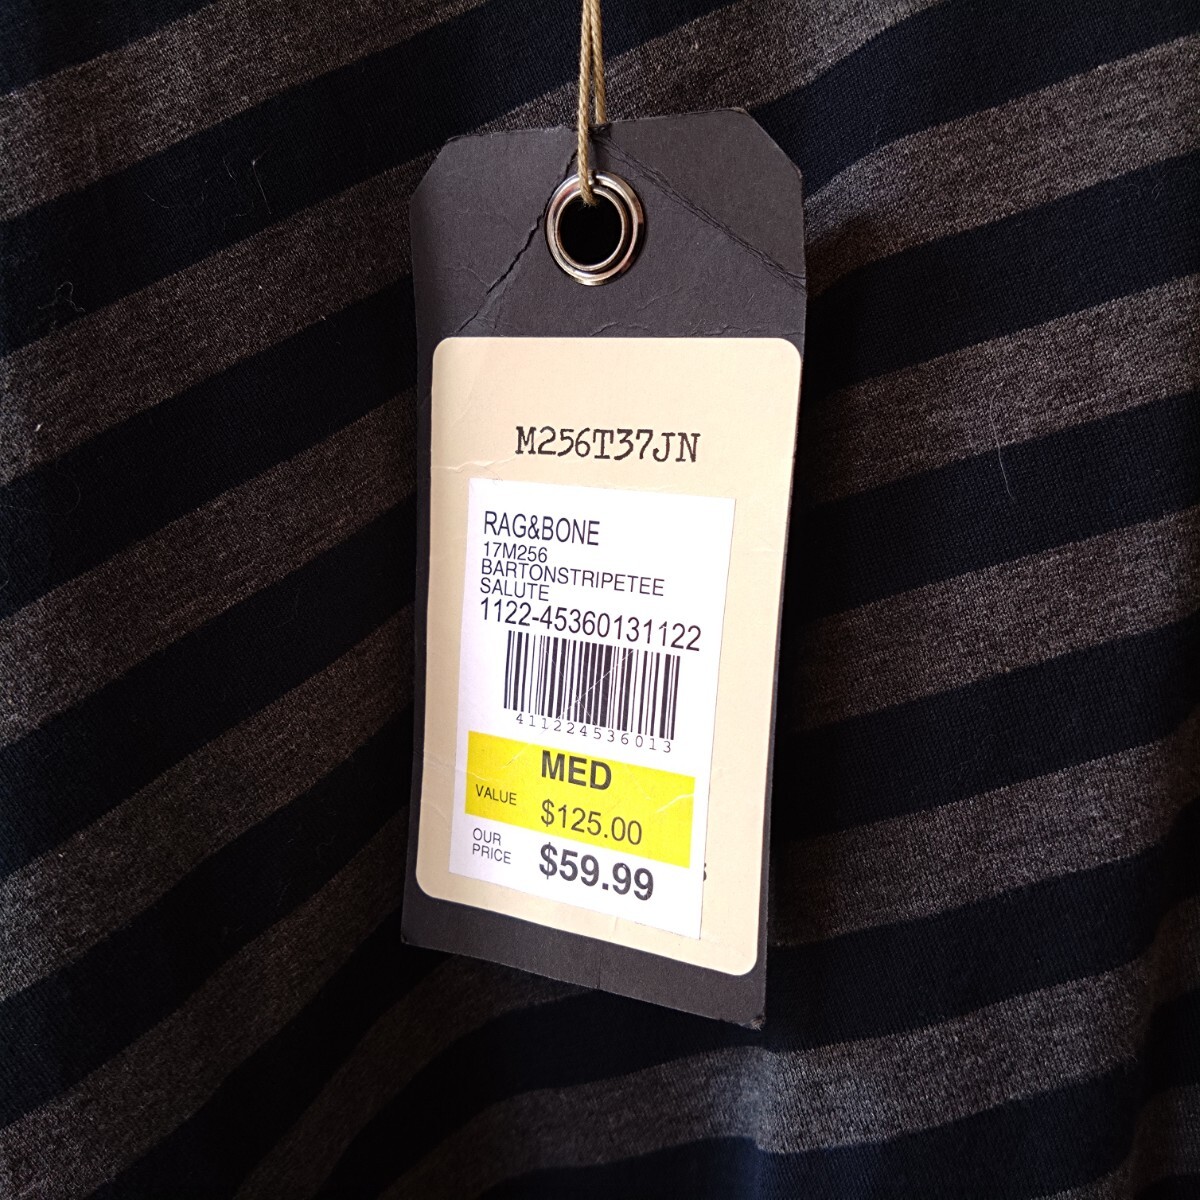 M256T37JN
RAG&BONE
17M256
BARTONSTRIPETEE
SALUTE
1122-45360131122
411224536013
MED
VALUE $125.00
OUR
PRICE $59.99